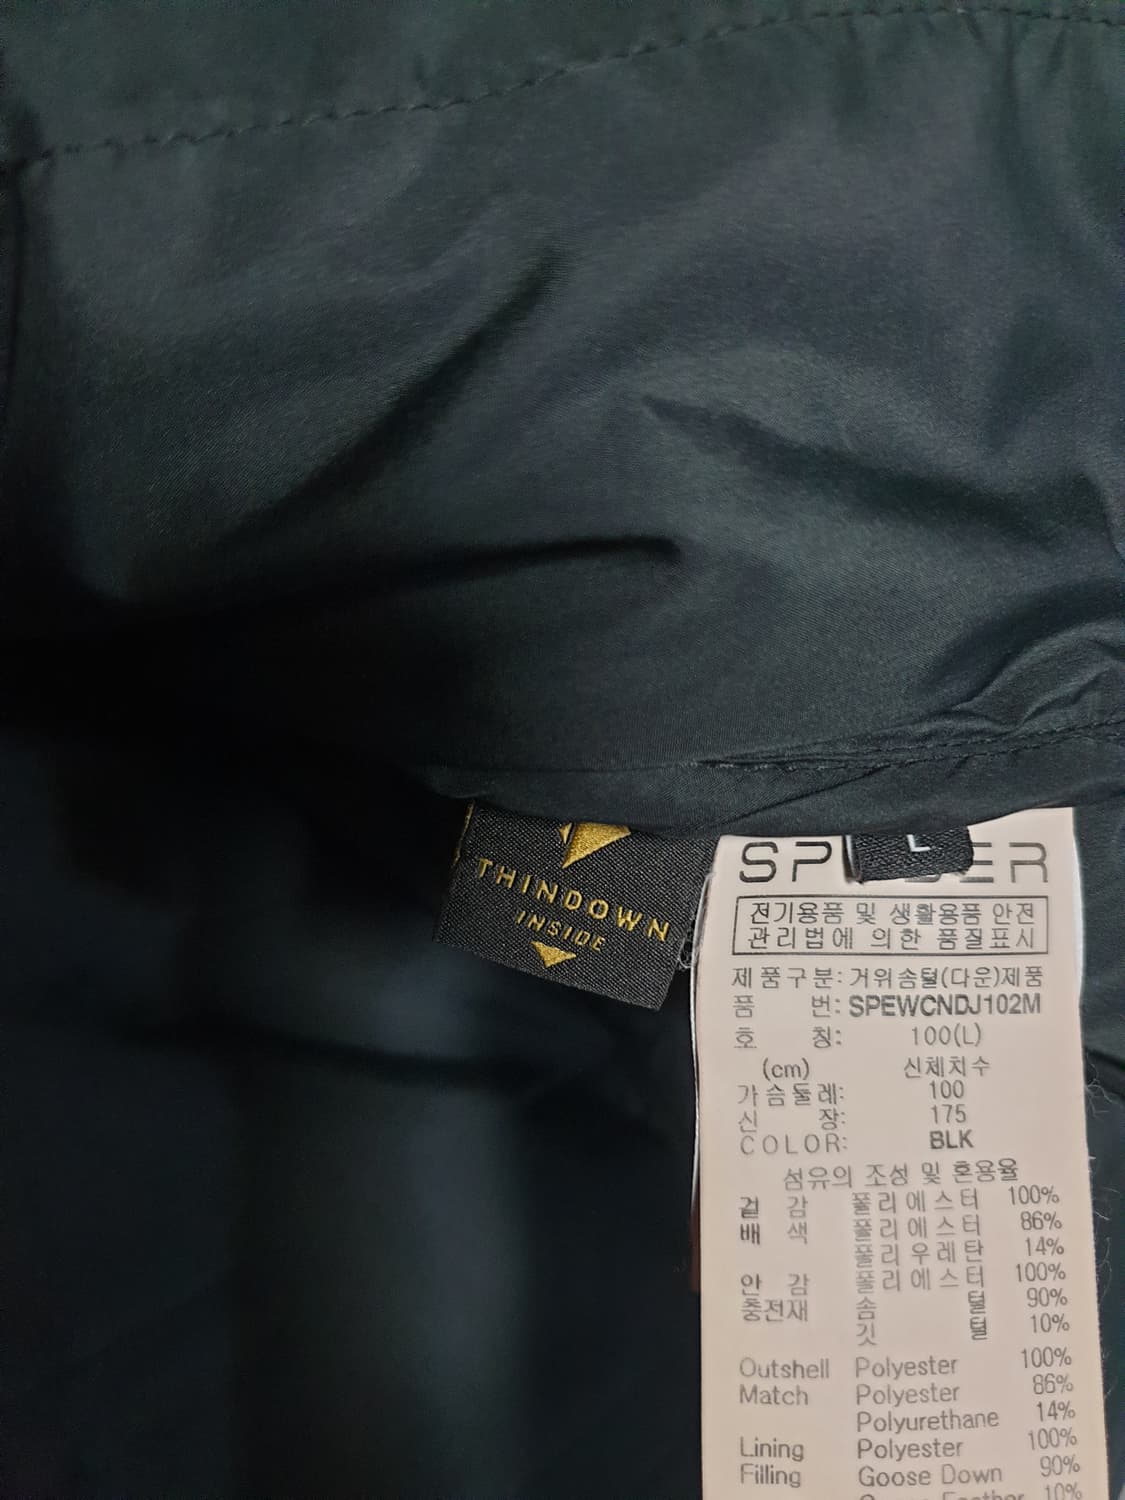 THINDOWN
INSIDE
L
SP DER
전기용품 및 생활용품 안전
관리법에 의한 품질표시
제품구분: 거위솜털(다운)제품
품 번: SPEWCNDJ102M
호 칭: 100(L)
(cm) 신체치수
가슴둘레: 100
신 장: 175
COLOR: BLK
섬유의 조성 및 혼용율
겉 감 폴리에스터 100%
배 색 폴리에스터 86%
폴리우레탄 14%
안 감 폴리에스터 100%
충전재 솜 털 90%
깃 털 10%
Outshell Polyester 100%
Match Polyester 86%
Polyurethane 14%
Lining Polyester 100%
Filling Goose Down 90%
Feather 10%